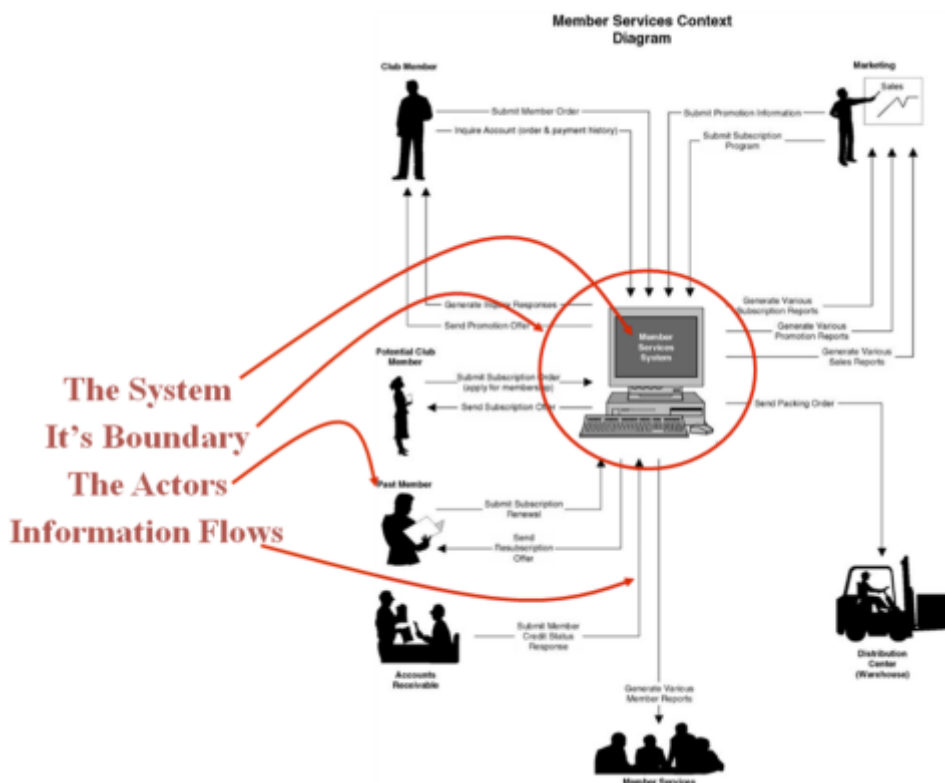 Member Services Context
Diagram
Club Member
Marketing
Sales
Submit Member Order
Submit Promotion Information
Inquire Account (order & payment history)
Submit Subscription
Program
Generate Inquiry Responses
Send Promotion Offer
Generate Various
Subscription Reports
Generate Various
Promotion Reports
Generate Various
Sales Reports
Member
Services
System
Potential Club
Member
Submit Subscription Order
(apply for membership)
Send Subscription Offer
Send Packing Order
The System
It's Boundary
The Actors
Information Flows
Past Member
Submit Subscription
Renewal
Send
Resubscription
Offer
Submit Member
Credit Status
Response
Accounts
Receivable
Distribution
Center
(Warehouse)
Generate Various
Member Reports
Member Services